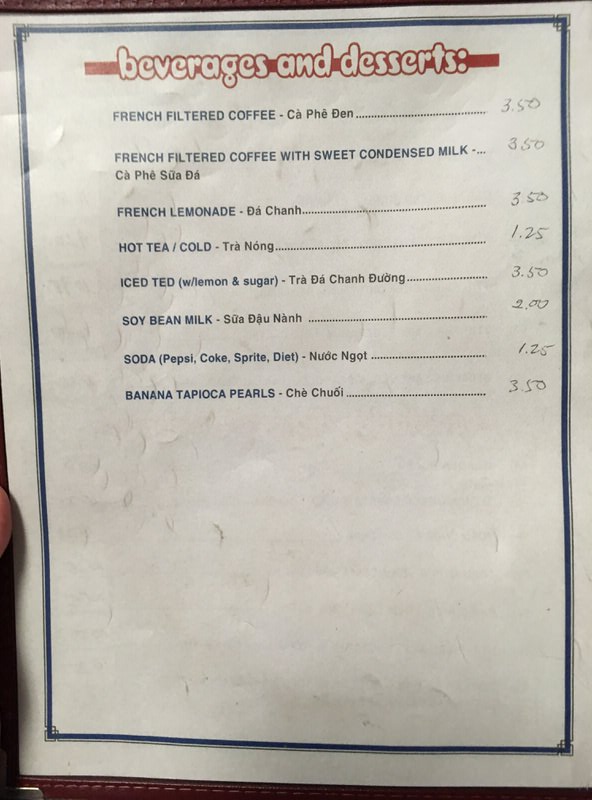 beverages and desserts:
FRENCH FILTERED COFFEE - Cà Phê Đen 3.50
FRENCH FILTERED COFFEE WITH SWEET CONDENSED MILK -... 3.50
Cà Phê Sữa Đá
FRENCH LEMONADE - Đá Chanh 3.50
HOT TEA / COLD - Trà Nóng 1.25
ICED TED (w/lemon & sugar) - Trà Đá Chanh Đường 3.50
SOY BEAN MILK - Sữa Đậu Nành 2.00
SODA (Pepsi, Coke, Sprite, Diet) - Nước Ngọt 1.25
BANANA TAPIOCA PEARLS - Chè Chuối 3.50